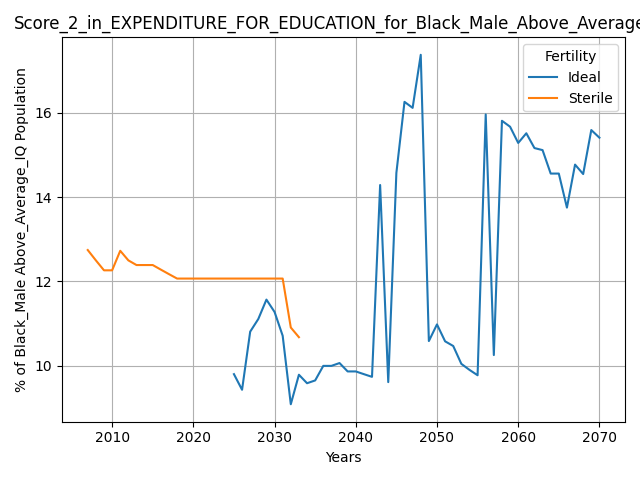 Score_2_in_EXPENDITURE_FOR_EDUCATION_for_Black_Male_Above_Average
Fertility
Ideal
Sterile
% of Black_Male Above_Average_IQ Population
16
14
12
10
2010 2020 2030 2040 2050 2060 2070
Years